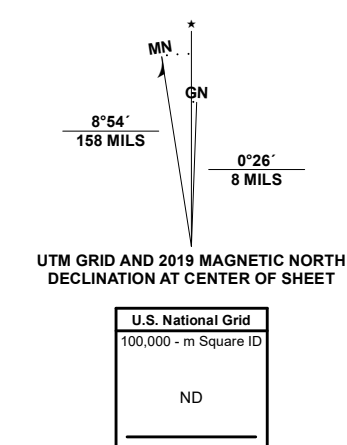 ★
MN
GN
8°54´
158 MILS
0°26´
8 MILS
UTM GRID AND 2019 MAGNETIC NORTH
DECLINATION AT CENTER OF SHEET
U.S. National Grid
100,000 - m Square ID
ND